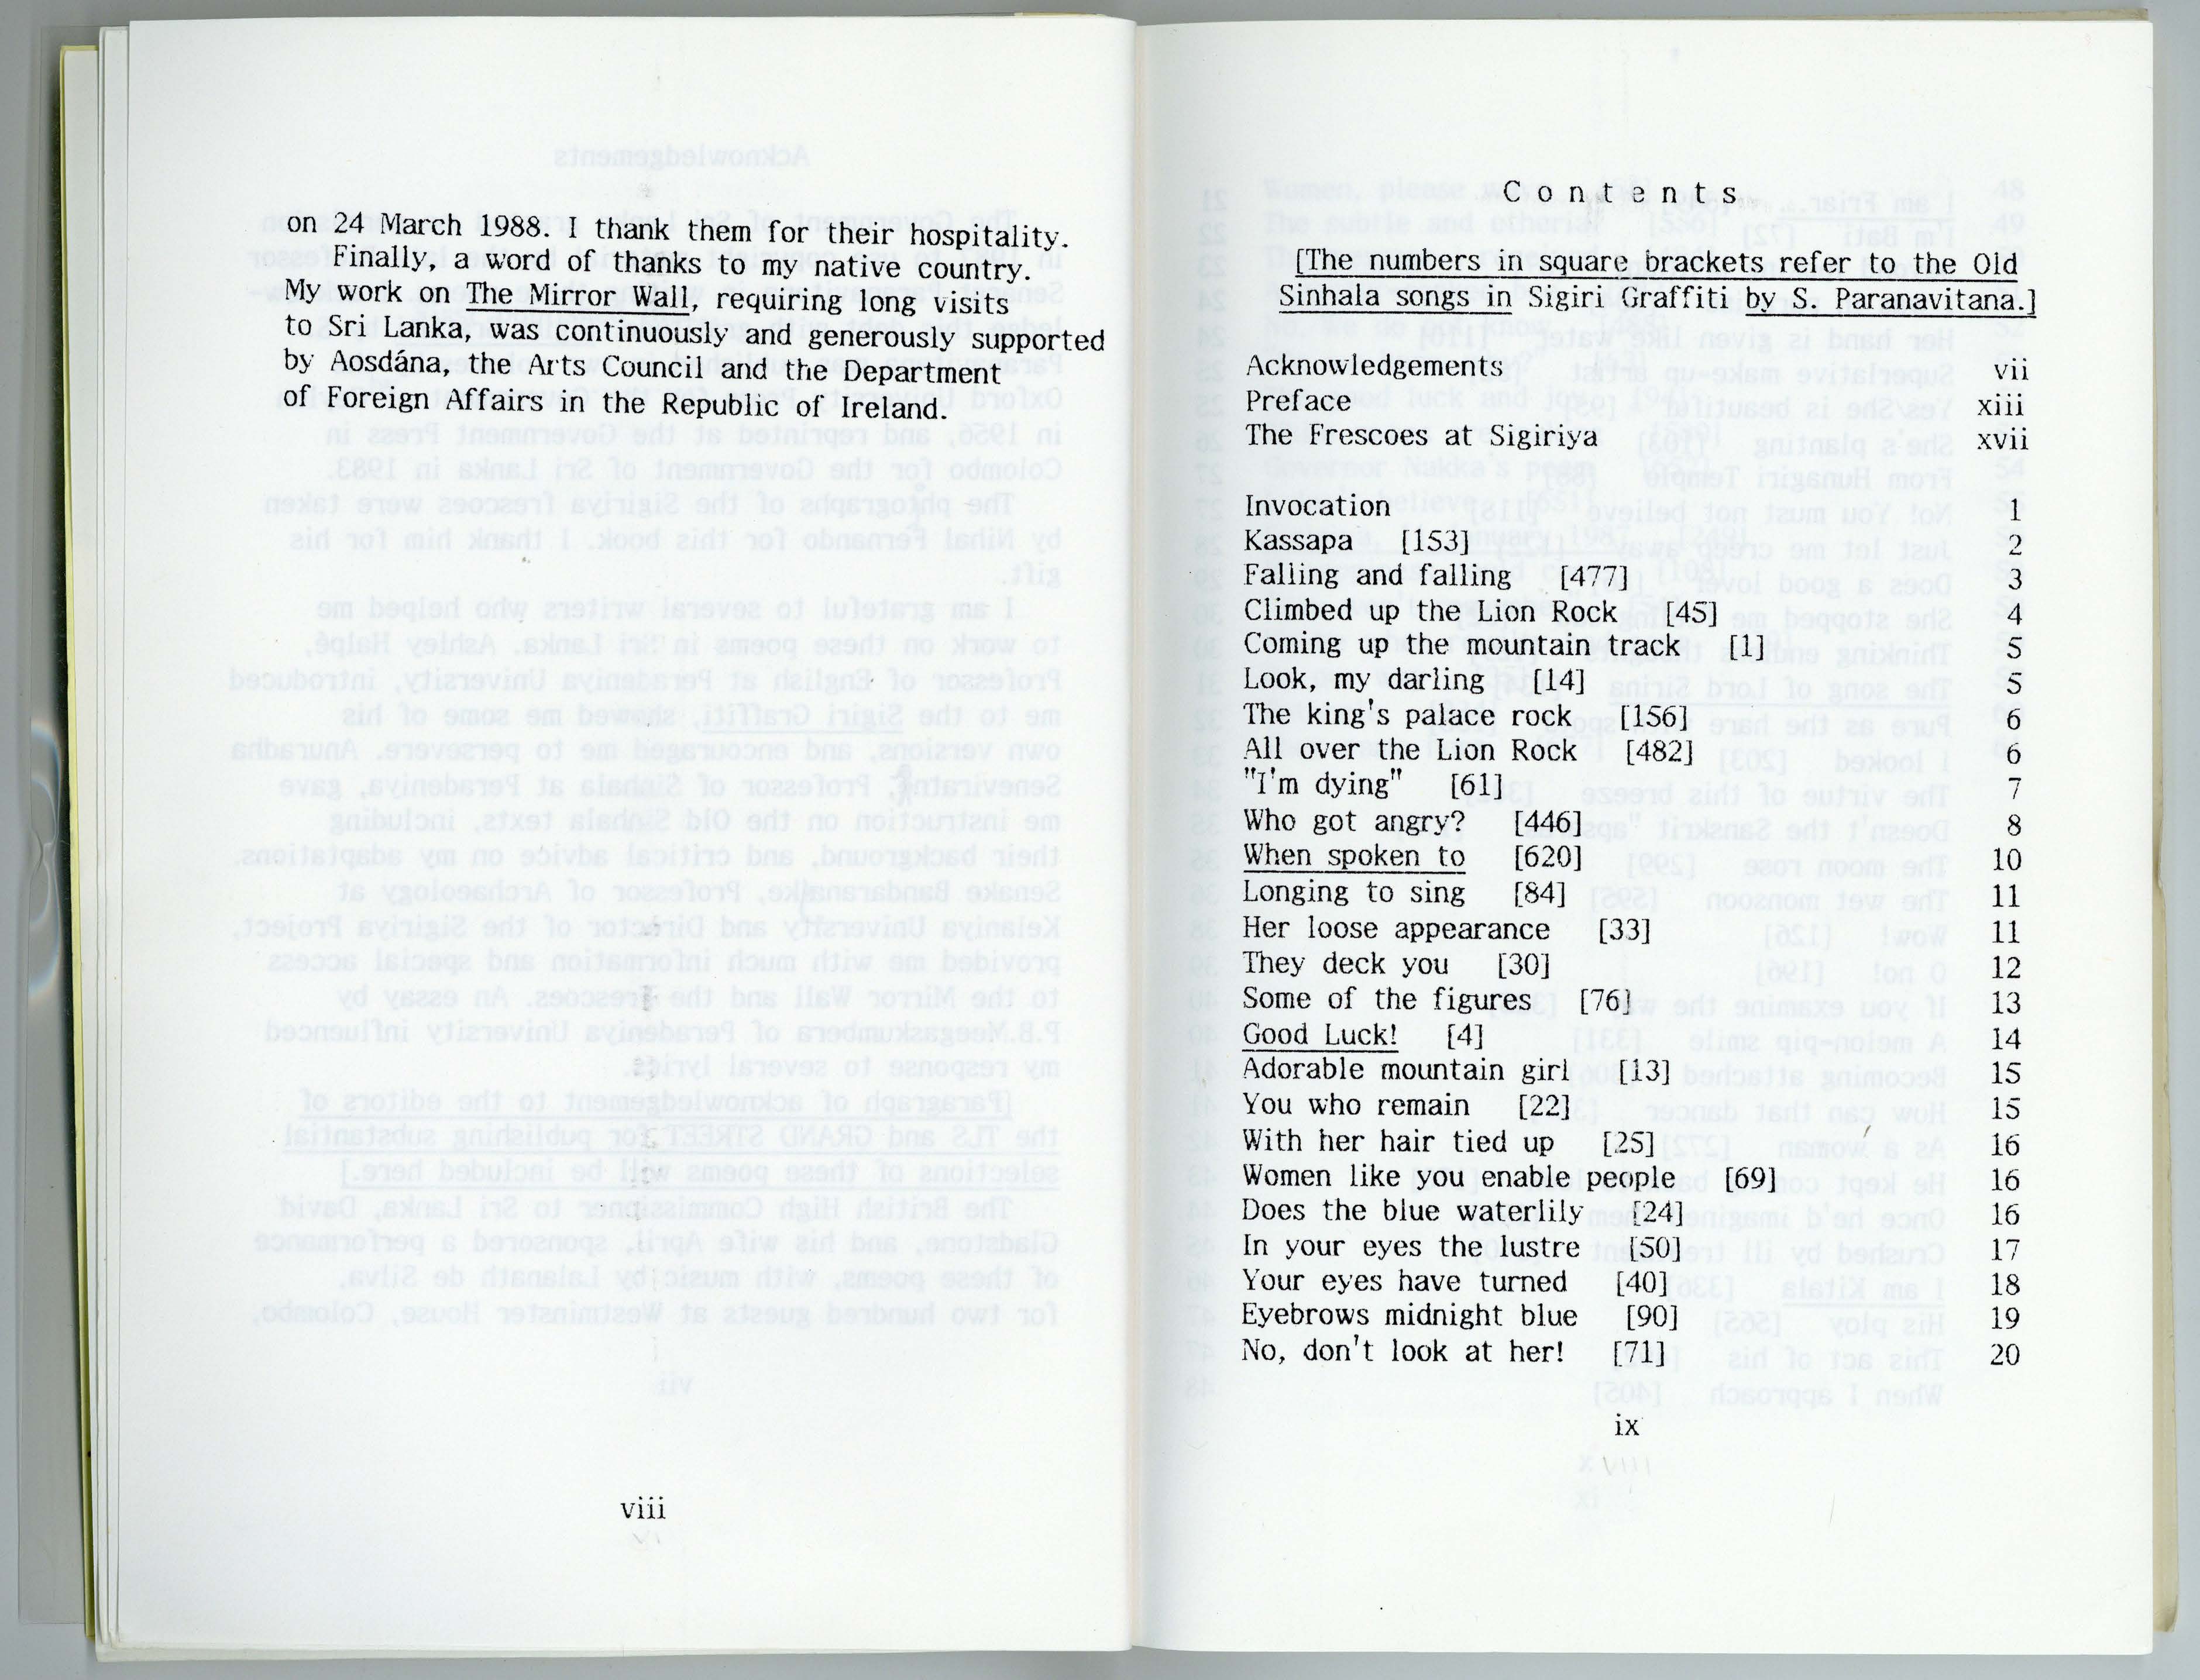 on 24 March 1988. I thank them for their hospitality.
Finally, a word of thanks to my native country.
My work on The Mirror Wall, requiring long visits
to Sri Lanka, was continuously and generously supported
by Aosdána, the Arts Council and the Department
of Foreign Affairs in the Republic of Ireland.
viii
Contents
[The numbers in square brackets refer to the Old
Sinhala songs in Sigiri Graffiti by S. Paranavitana.]
Acknowledgements vii
Preface xiii
The Frescoes at Sigiriya xvii
Invocation 1
Kassapa [153] 2
Falling and falling [477] 3
Climbed up the Lion Rock [45] 4
Coming up the mountain track [1] 5
Look, my darling [14] 5
The king's palace rock [156] 6
All over the Lion Rock [482] 6
"I'm dying" [61] 7
Who got angry? [446] 8
When spoken to [620] 10
Longing to sing [84] 11
Her loose appearance [33] 11
They deck you [30] 12
Some of the figures [76] 13
Good Luck! [4] 14
Adorable mountain girl [13] 15
You who remain [22] 15
With her hair tied up [25] 16
Women like you enable people [69] 16
Does the blue waterlily [24] 16
In your eyes the lustre [50] 17
Your eyes have turned [40] 18
Eyebrows midnight blue [90] 19
No, don't look at her! [71] 20
ix